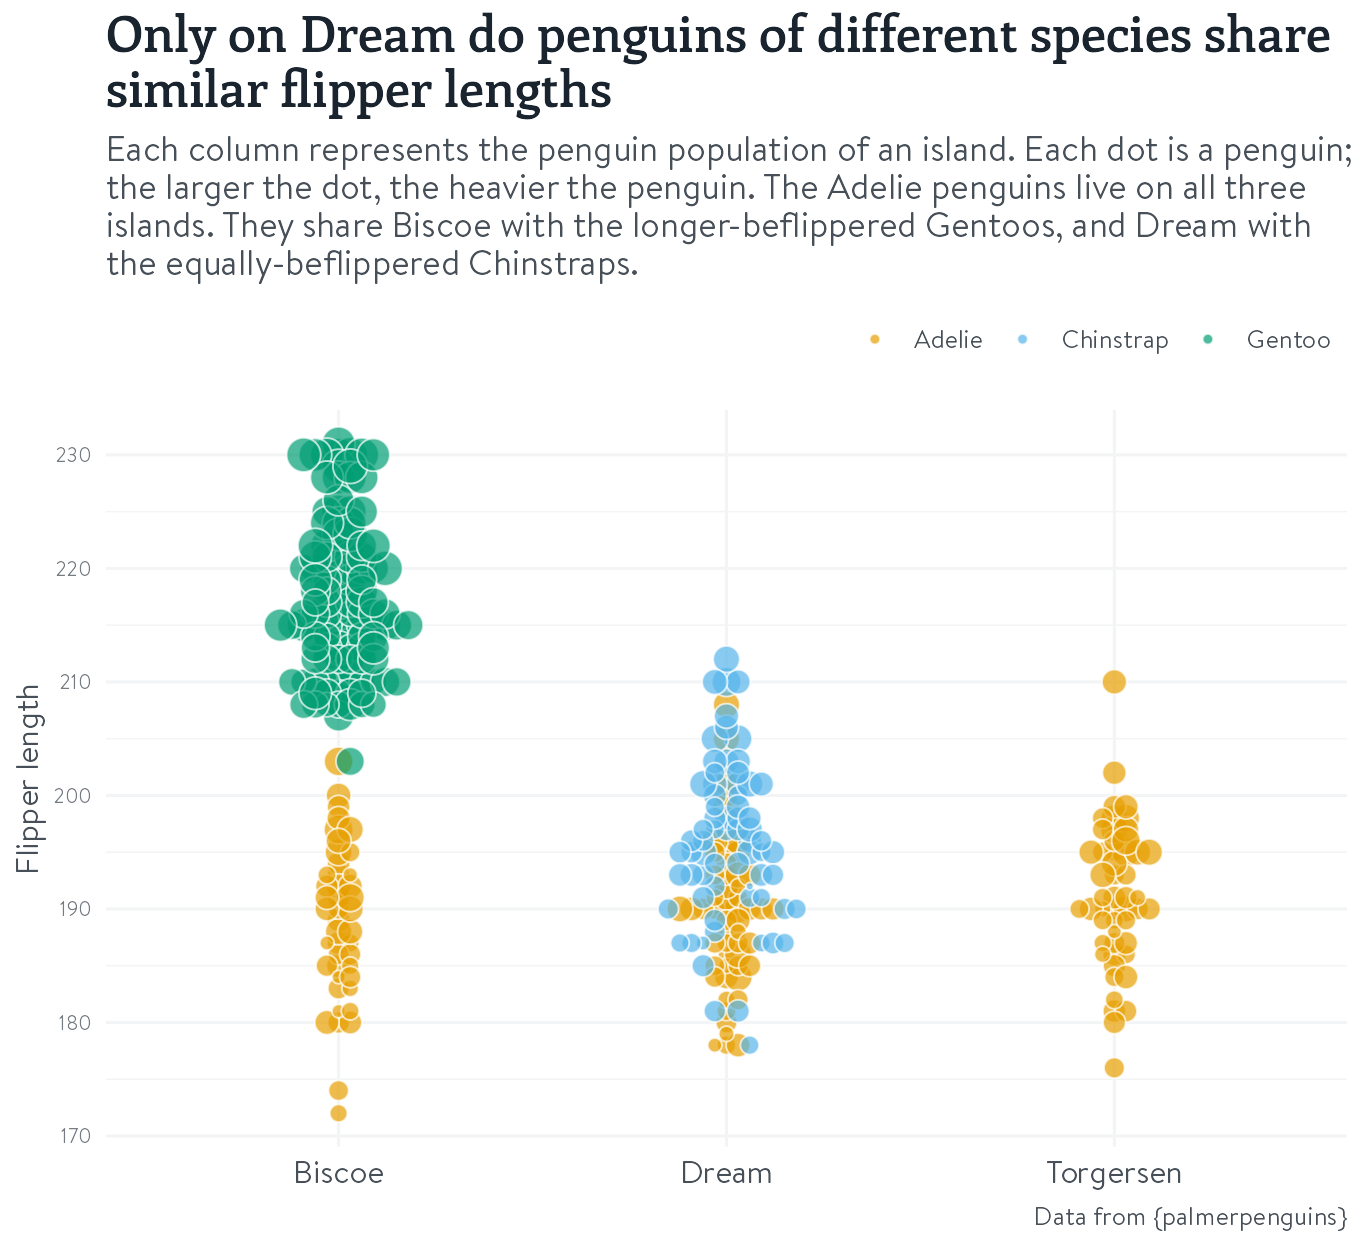 Only on Dream do penguins of different species share
similar flipper lengths
Each column represents the penguin population of an island. Each dot is a penguin;
the larger the dot, the heavier the penguin. The Adelie penguins live on all three
islands. They share Biscoe with the longer-beflippered Gentoos, and Dream with
the equally-beflippered Chinstraps.
Adelie Chinstrap Gentoo
Flipper length
230
220
210
200
190
180
170
Biscoe Dream Torgersen
Data from {palmerpenguins}